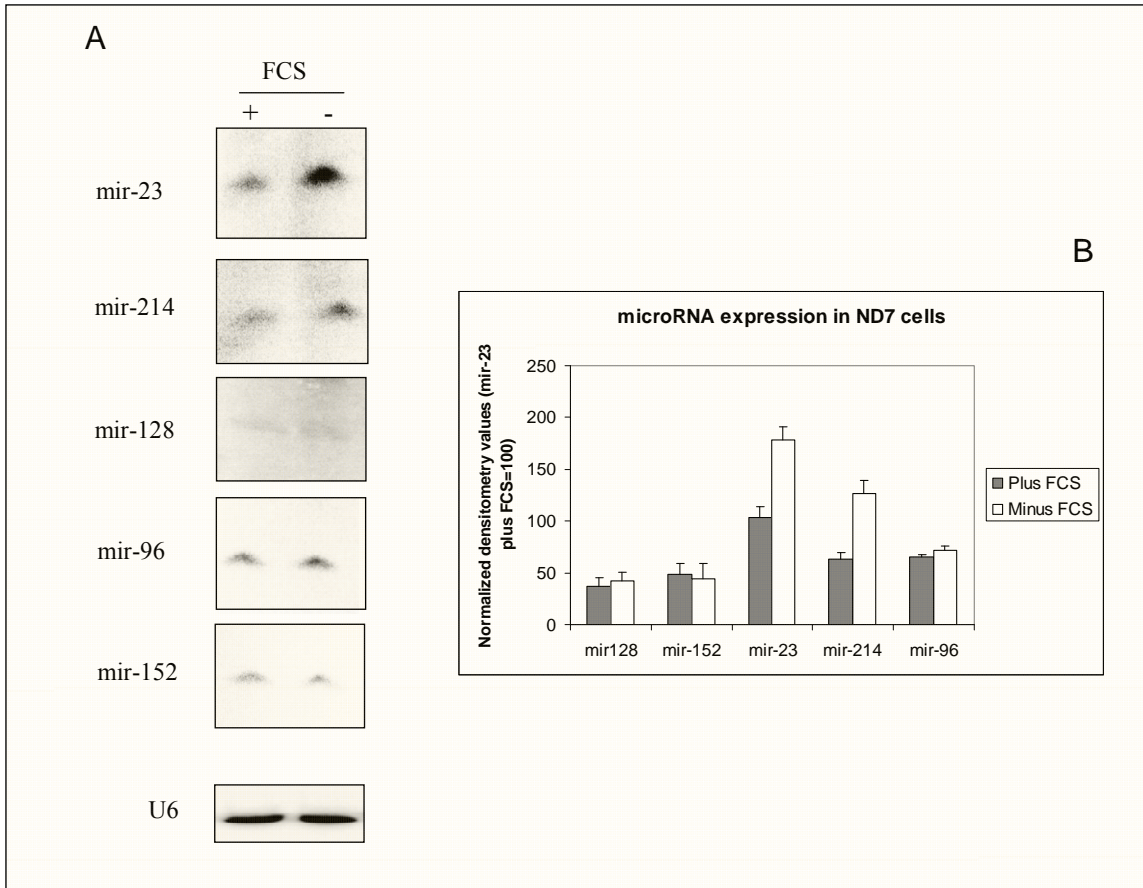 A
FCS
+ -
mir-23
mir-214
mir-128
mir-96
mir-152
U6
B
microRNA expression in ND7 cells
Normalized densitometry values (mir-23
plus FCS=100)
250
200
150
100
50
0
mir128 mir-152 mir-23 mir-214 mir-96
Plus FCS
Minus FCS